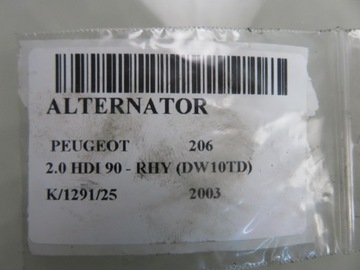 ALTERNATOR
PEUGEOT 206
2.0 HDI 90 - RHY (DW10TD)
K/1291/25 2003